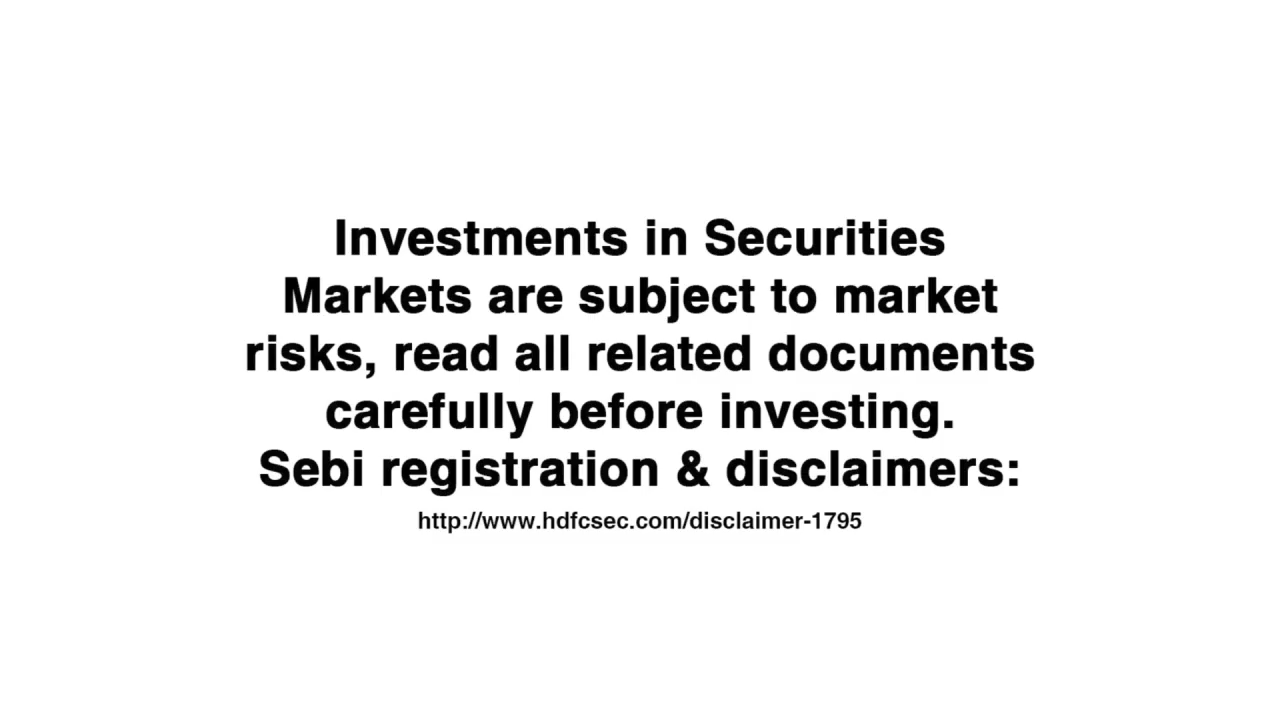 Investments in Securities
Markets are subject to market
risks, read all related documents
carefully before investing.
Sebi registration & disclaimers:
http://www.hdfcsec.com/disclaimer-1795